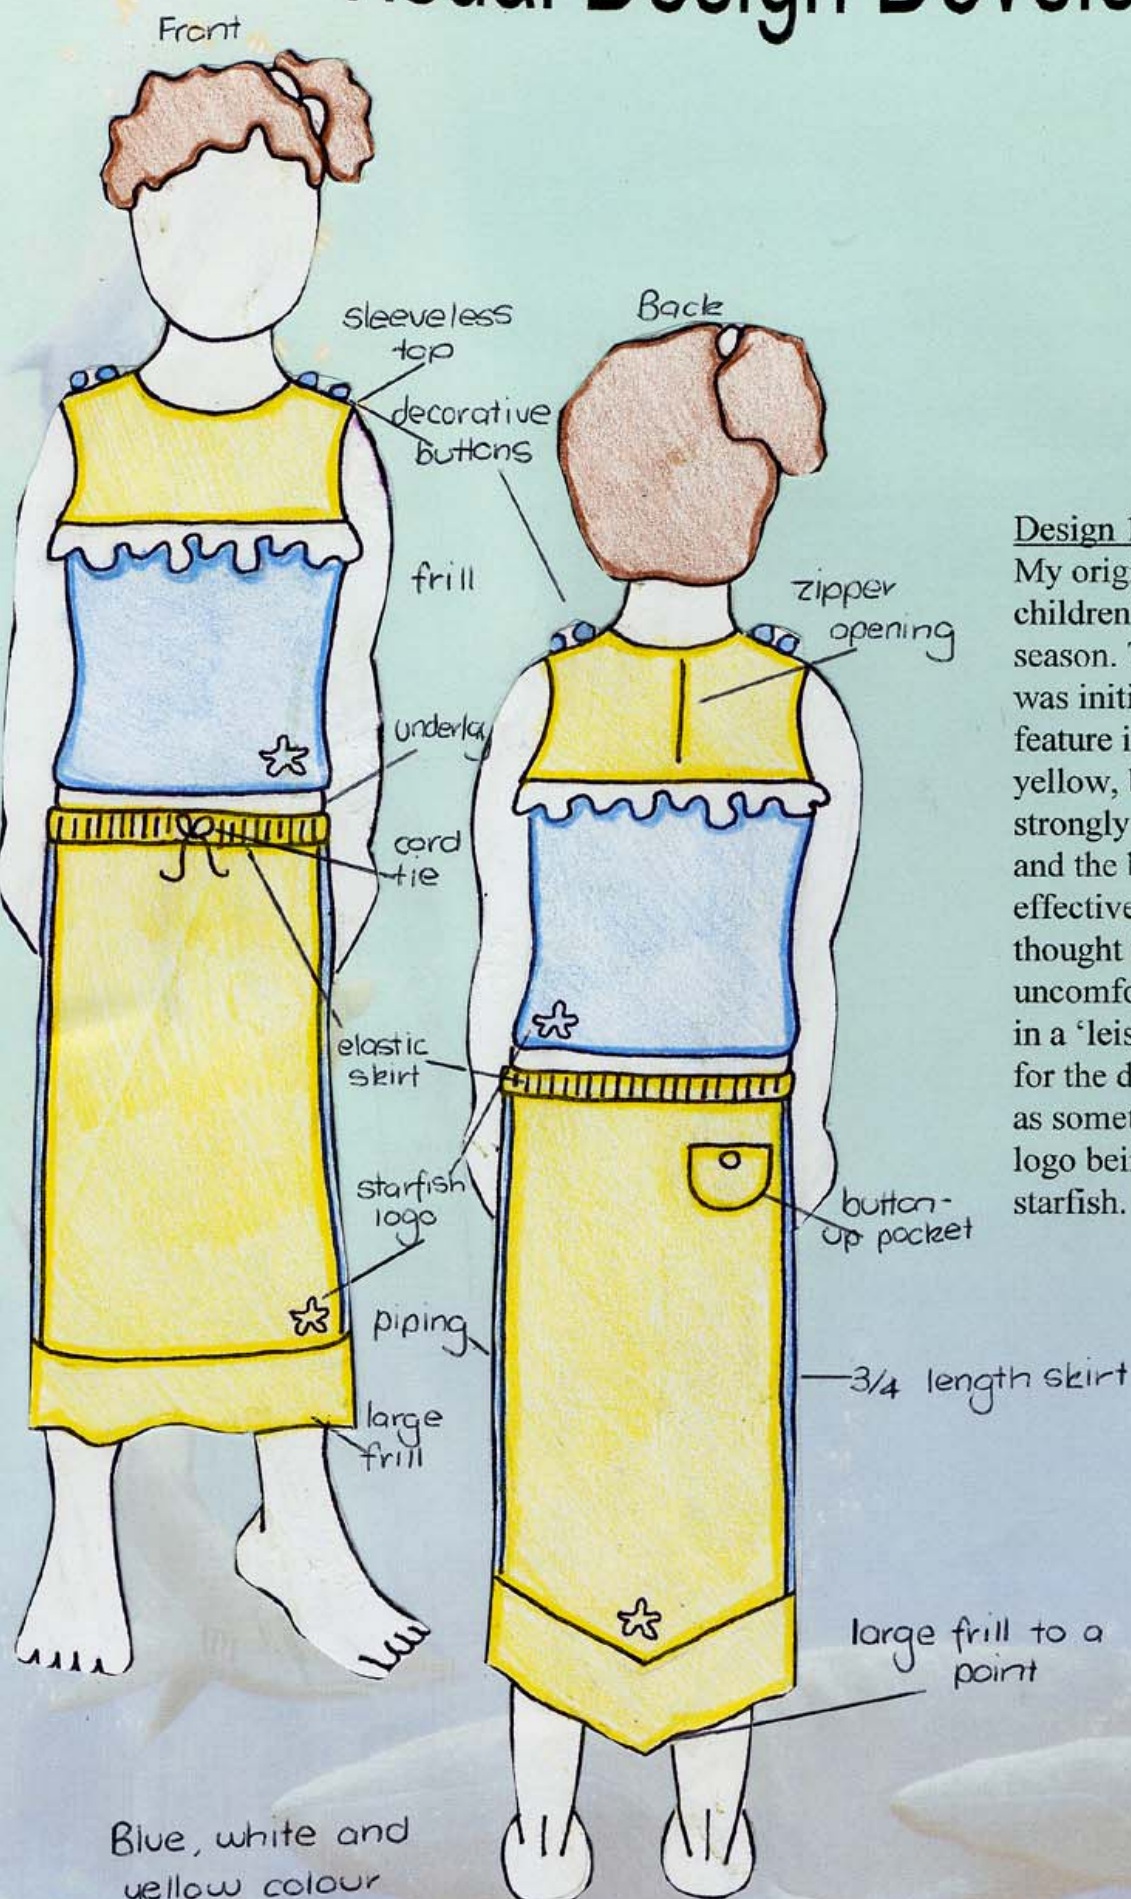 Visual Design Develo
Front
sleeveless
top
decorative
buttons
frill
underlay
cord
tie
elastic
skirt
starfish
logo
piping
large
frill
Back
zipper
opening
button-
up pocket
3/4 length skirt
large frill to a
point
Blue, white and
yellow colour
Design
My orig
children
season.
was initi
feature i
yellow, b
strongly
and the
effective
thought
uncomfo
in a ‘leis
for the d
as somet
logo bei
starfish.